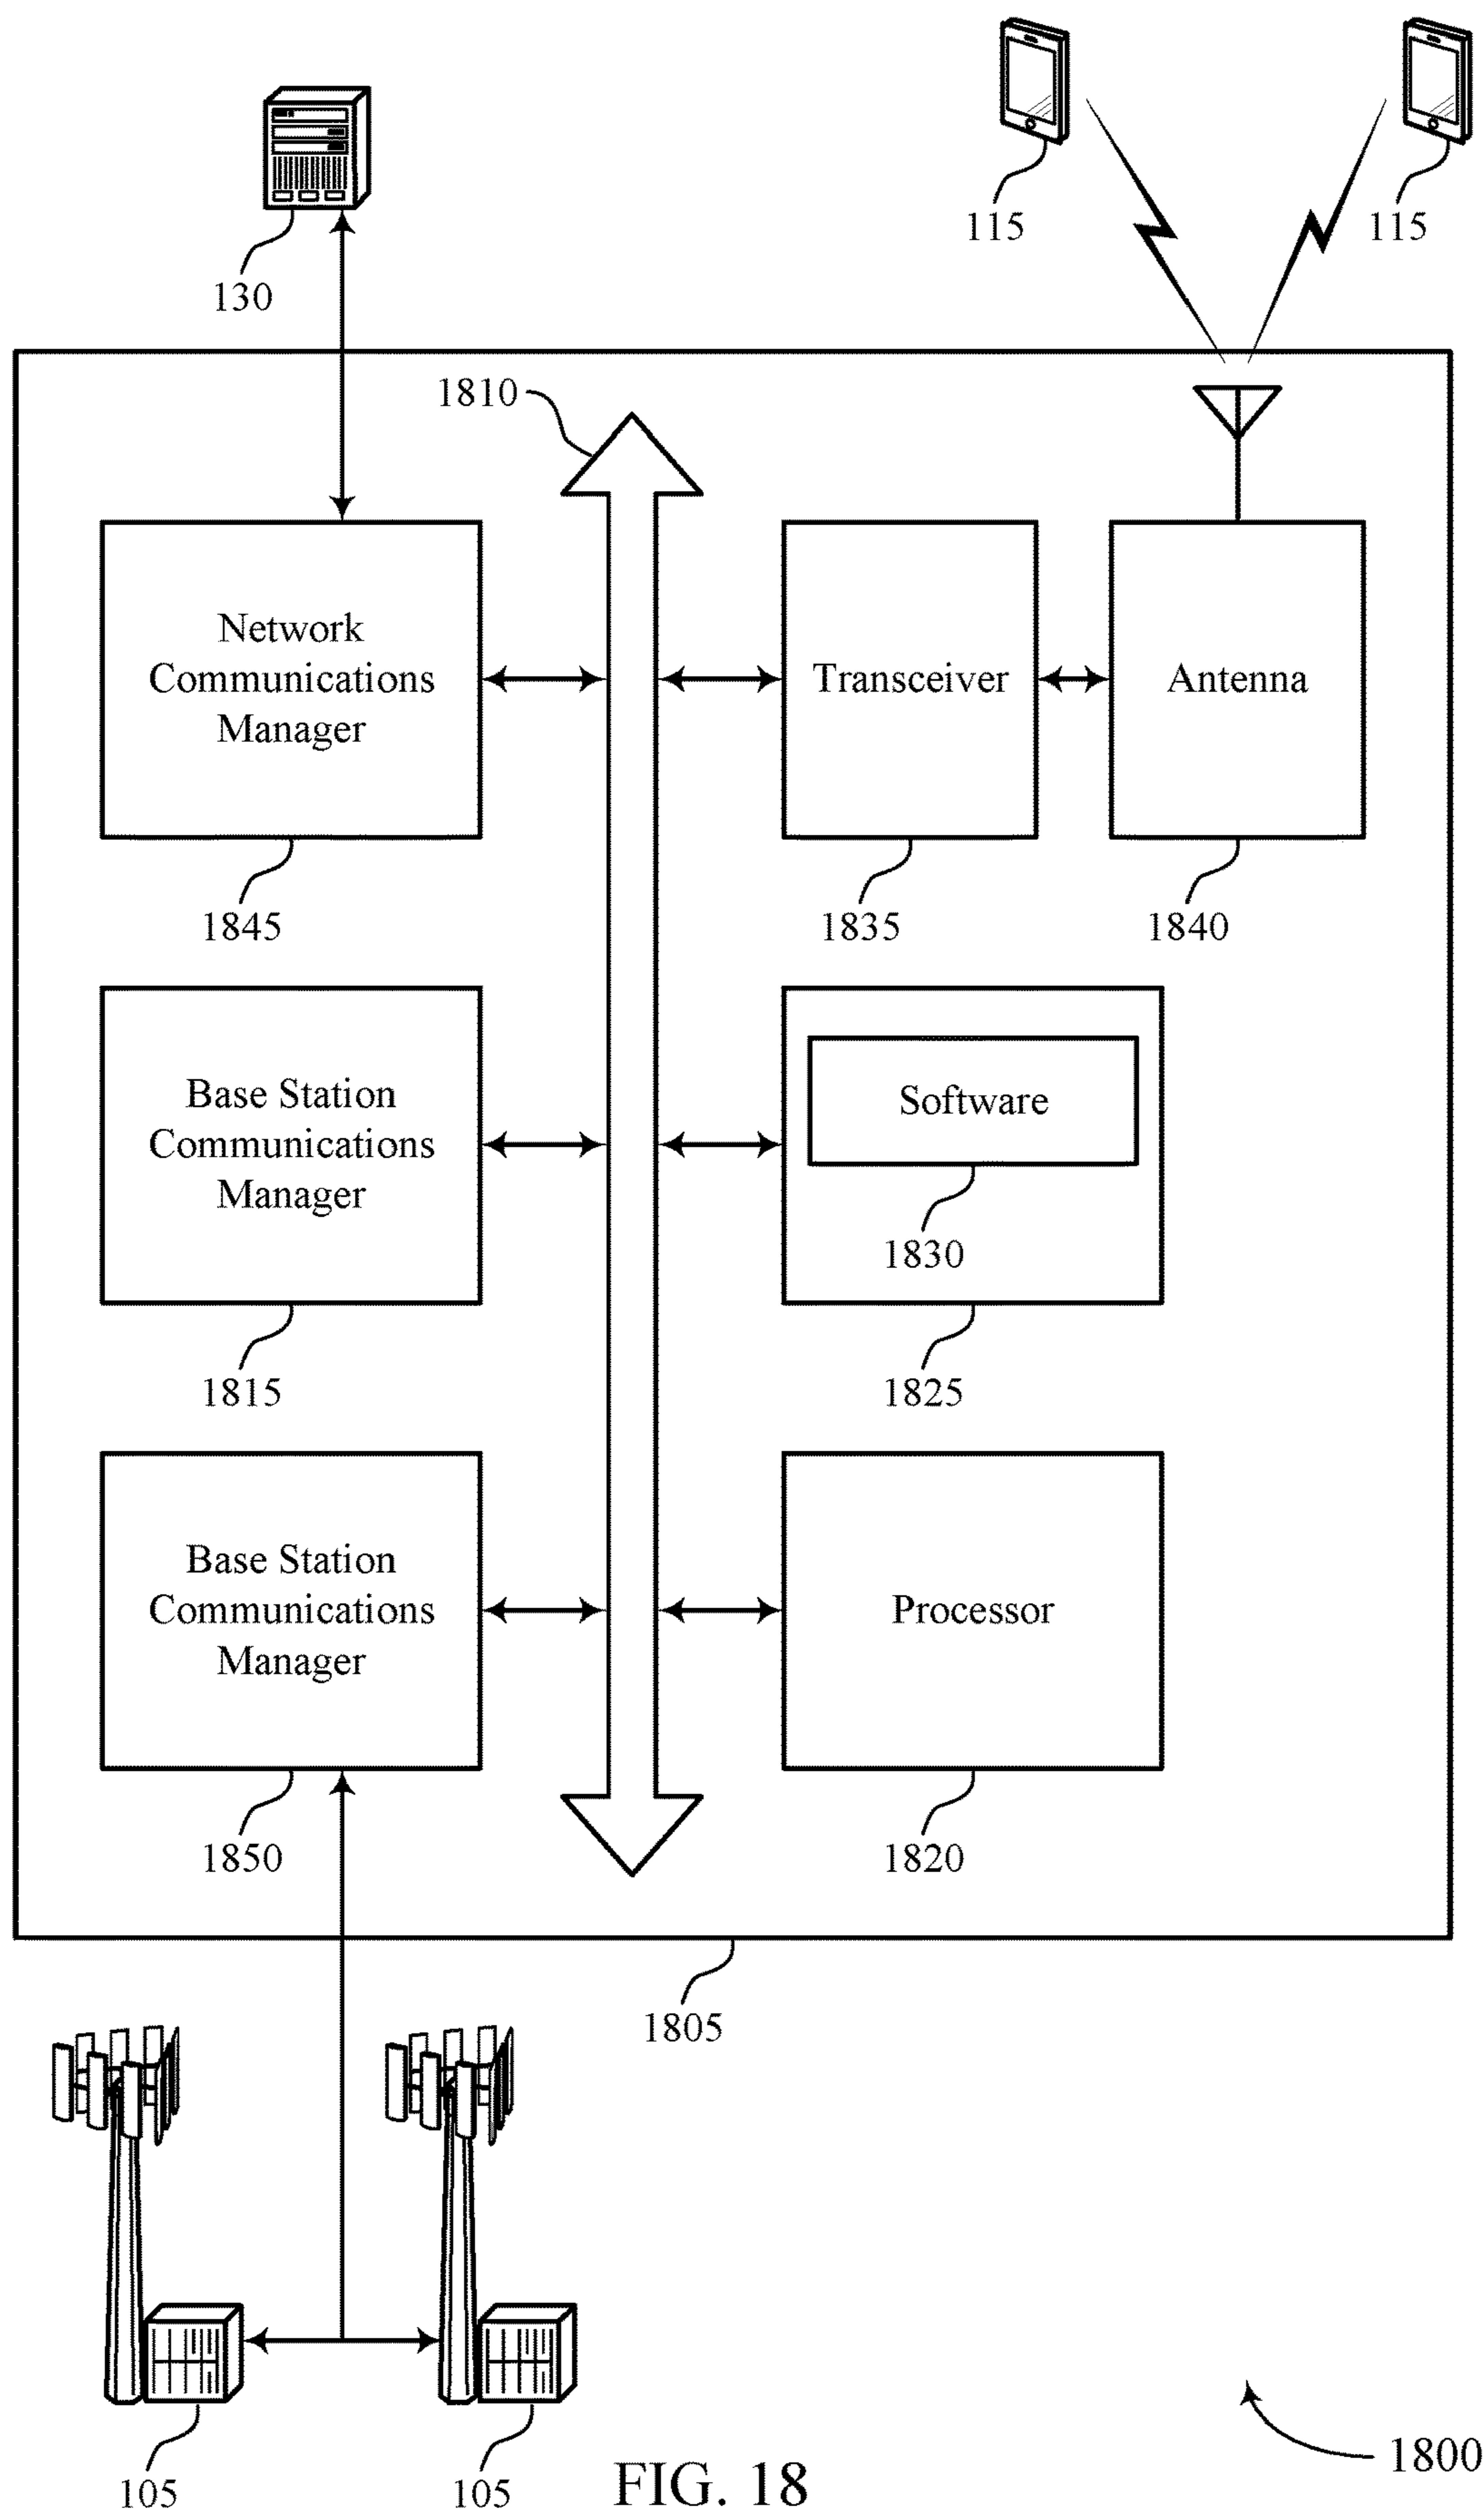 115
115
130
1810
Network
Communications
Manager
Transceiver
Antenna
1845
1835
1840
Base Station
Communications
Manager
Software
1830
1815
1825
Base Station
Communications
Manager
Processor
1850
1820
1805
105
105
FIG. 18
1800